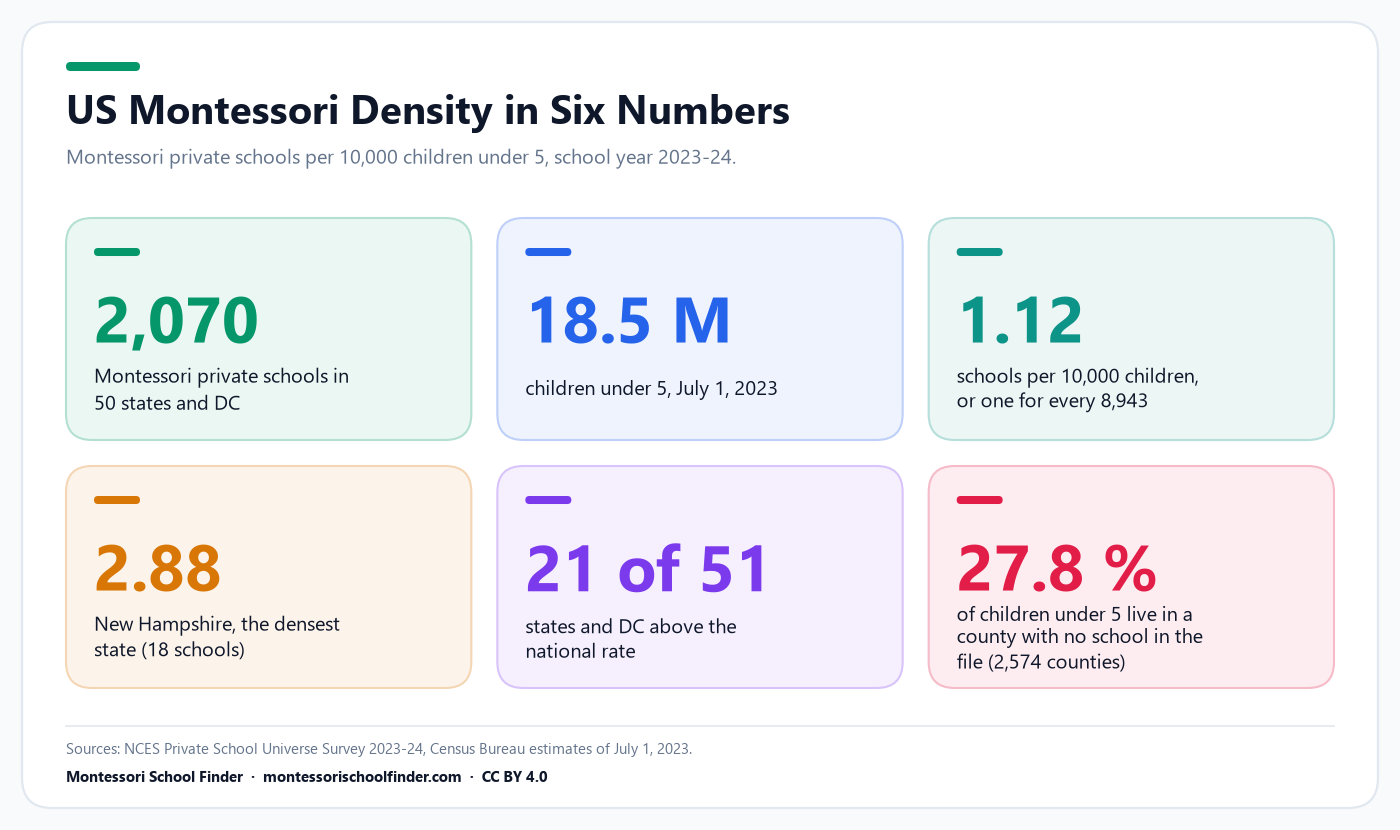 US Montessori Density in Six Numbers
Montessori private schools per 10,000 children under 5, school year 2023-24.
2,070
Montessori private schools in
50 states and DC
18.5 M
children under 5, July 1, 2023
1.12
schools per 10,000 children,
or one for every 8,943
2.88
New Hampshire, the densest
state (18 schools)
21 of 51
states and DC above the
national rate
27.8 %
of children under 5 live in a
county with no school in the
file (2,574 counties)
Sources: NCES Private School Universe Survey 2023-24, Census Bureau estimates of July 1, 2023.
Montessori School Finder · montessorischoolfinder.com · CC BY 4.0